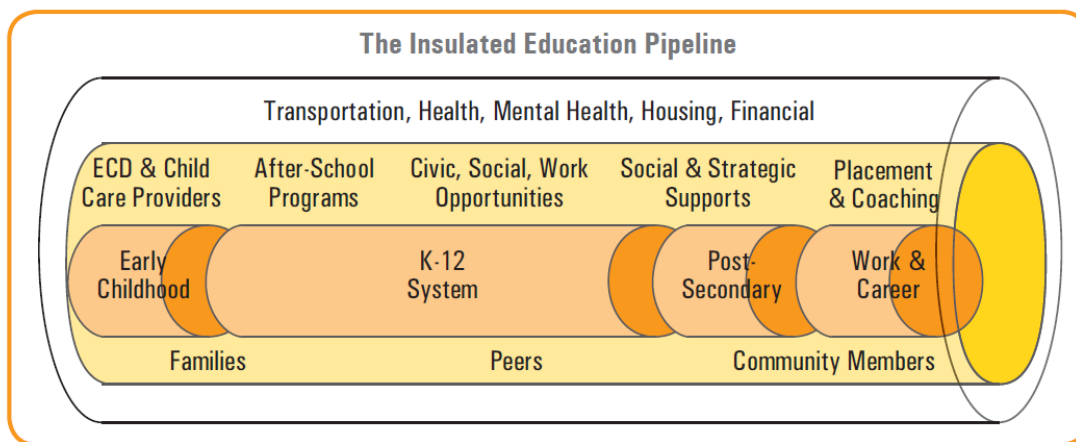 The Insulated Education Pipeline
Transportation, Health, Mental Health, Housing, Financial
ECD & Child
Care Providers
After-School
Programs
Civic, Social, Work
Opportunities
Social & Strategic
Supports
Placement
& Coaching
Early
Childhood
K-12
System
Post-
Secondary
Work &
Career
Families
Peers
Community Members